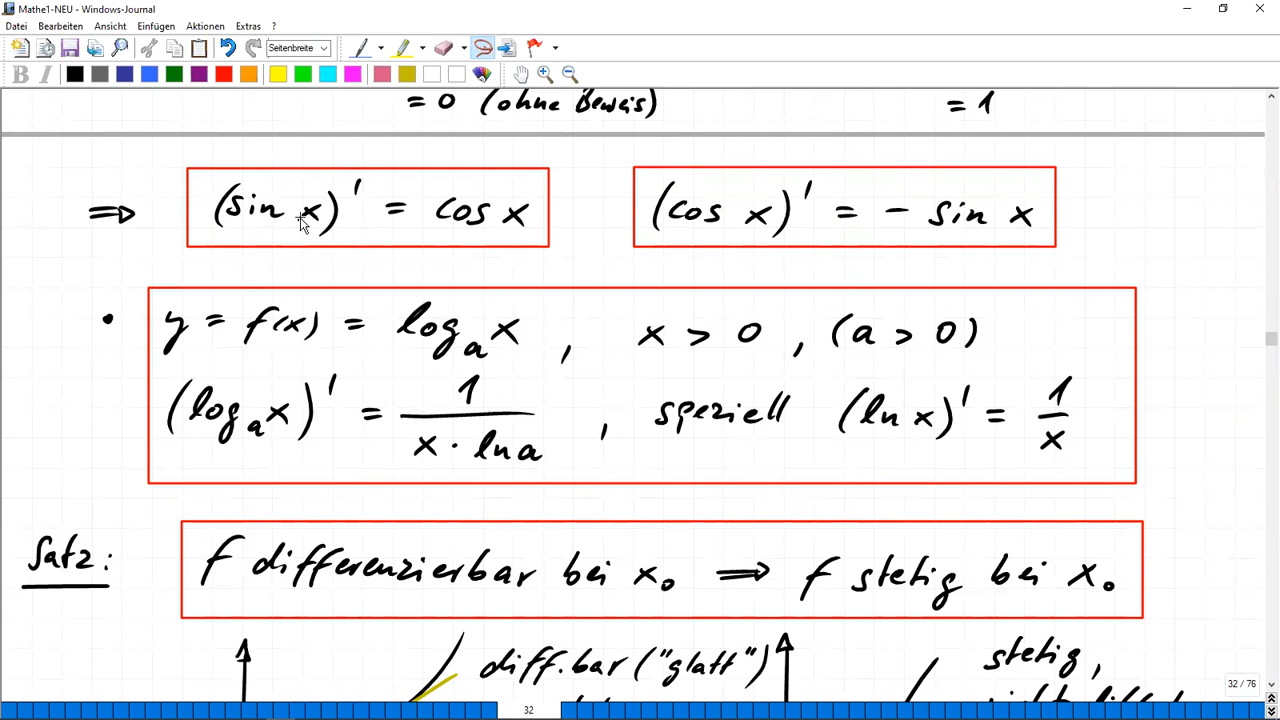 Mathe1-NEU - Windows-Journal
Datei Bearbeiten Ansicht Einfügen Aktionen Extras ?
Seitenbreite
B I
= 0 (ohne Beweis) = 1
⇒ (sin x)' = cos x (cos x)' = - sin x
• y = f(x) = log_a x , x > 0 , (a > 0)
(log_a x)' = 1/(x · ln a) , speziell (ln x)' = 1/x
Satz: f differenzierbar bei x₀ ⇒ f stetig bei x₀
diff.bar ("glatt") stetig,
32 / 76
32